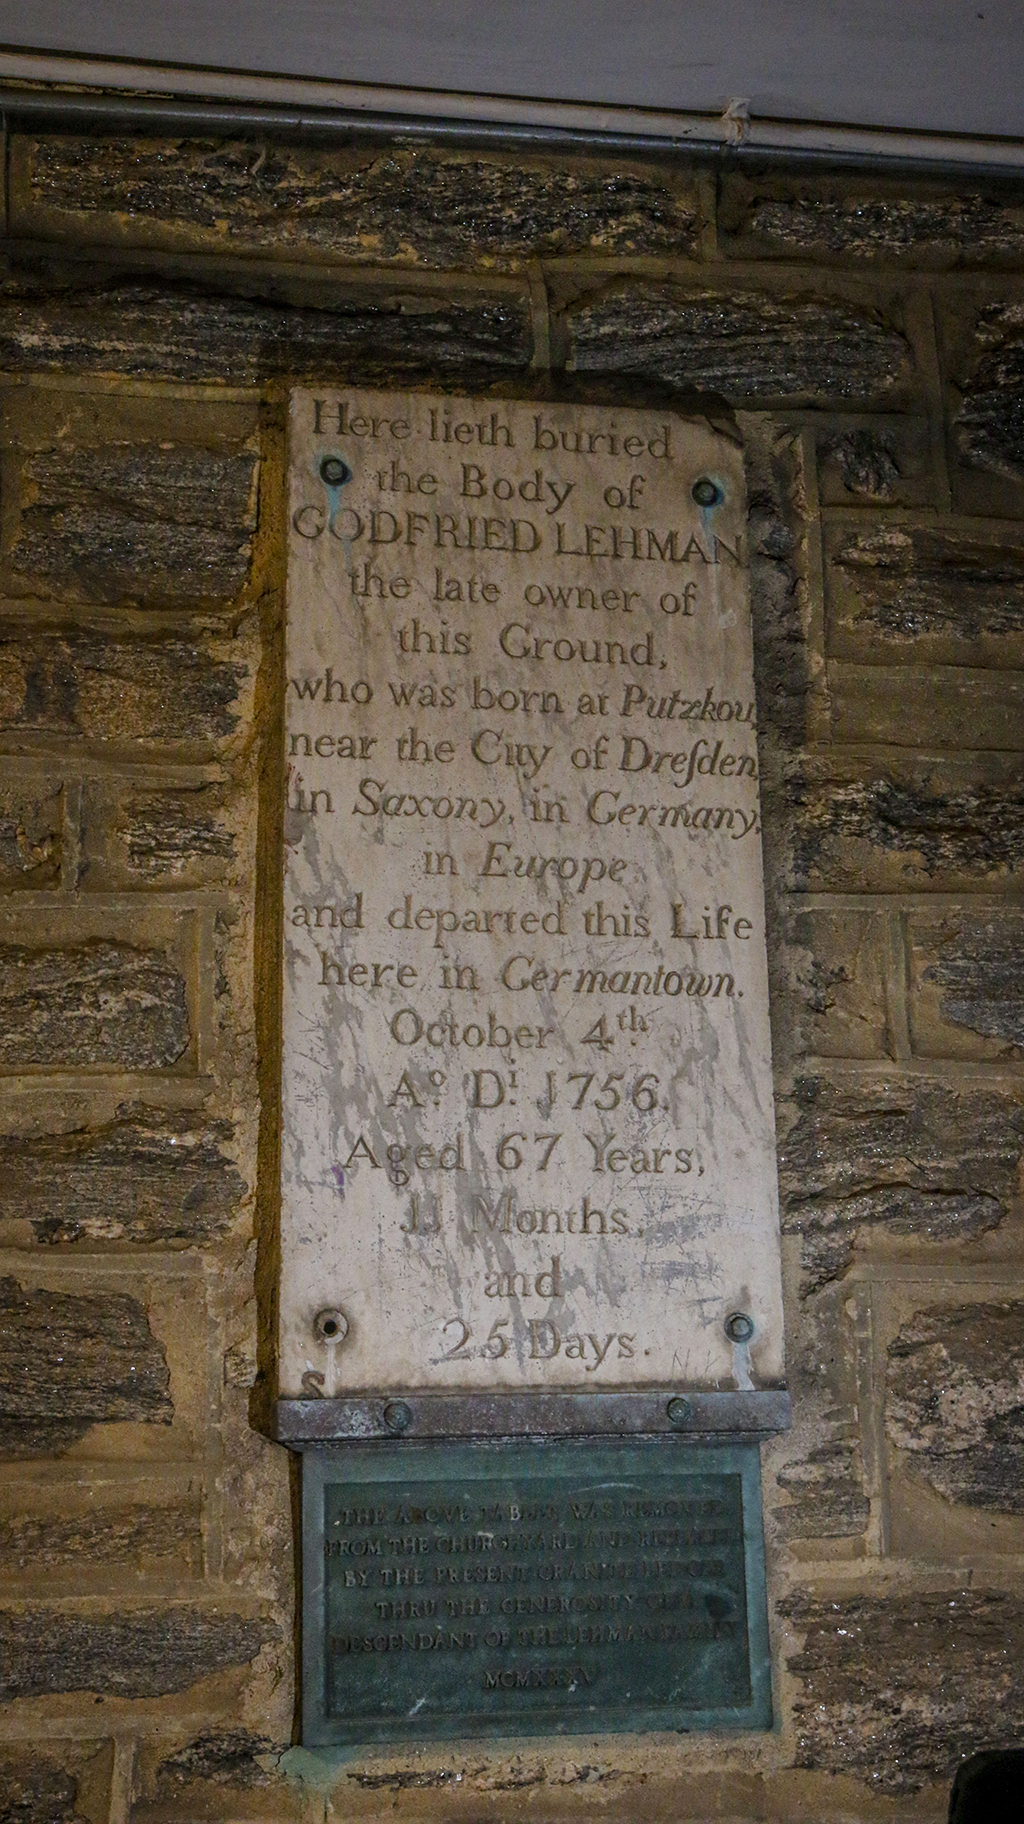 Here lieth buried
the Body of
GODFRIED LEHMAN
the late owner of
this Ground,
who was born at Putzkou,
near the City of Dreſden,
in Saxony, in Germany,
in Europe
and departed this Life
here in Germantown.
October 4th
Ao. Di. 1756.
Aged 67 Years,
11 Months,
and
25 Days.
S
THE ABOVE TABLET WAS REMOVED
FROM THE CHURCHYARD AND REPLACED
BY THE PRESENT GRANITE LEDGER
THRU THE GENEROSITY OF A
DESCENDANT OF THE LEHMAN FAMILY